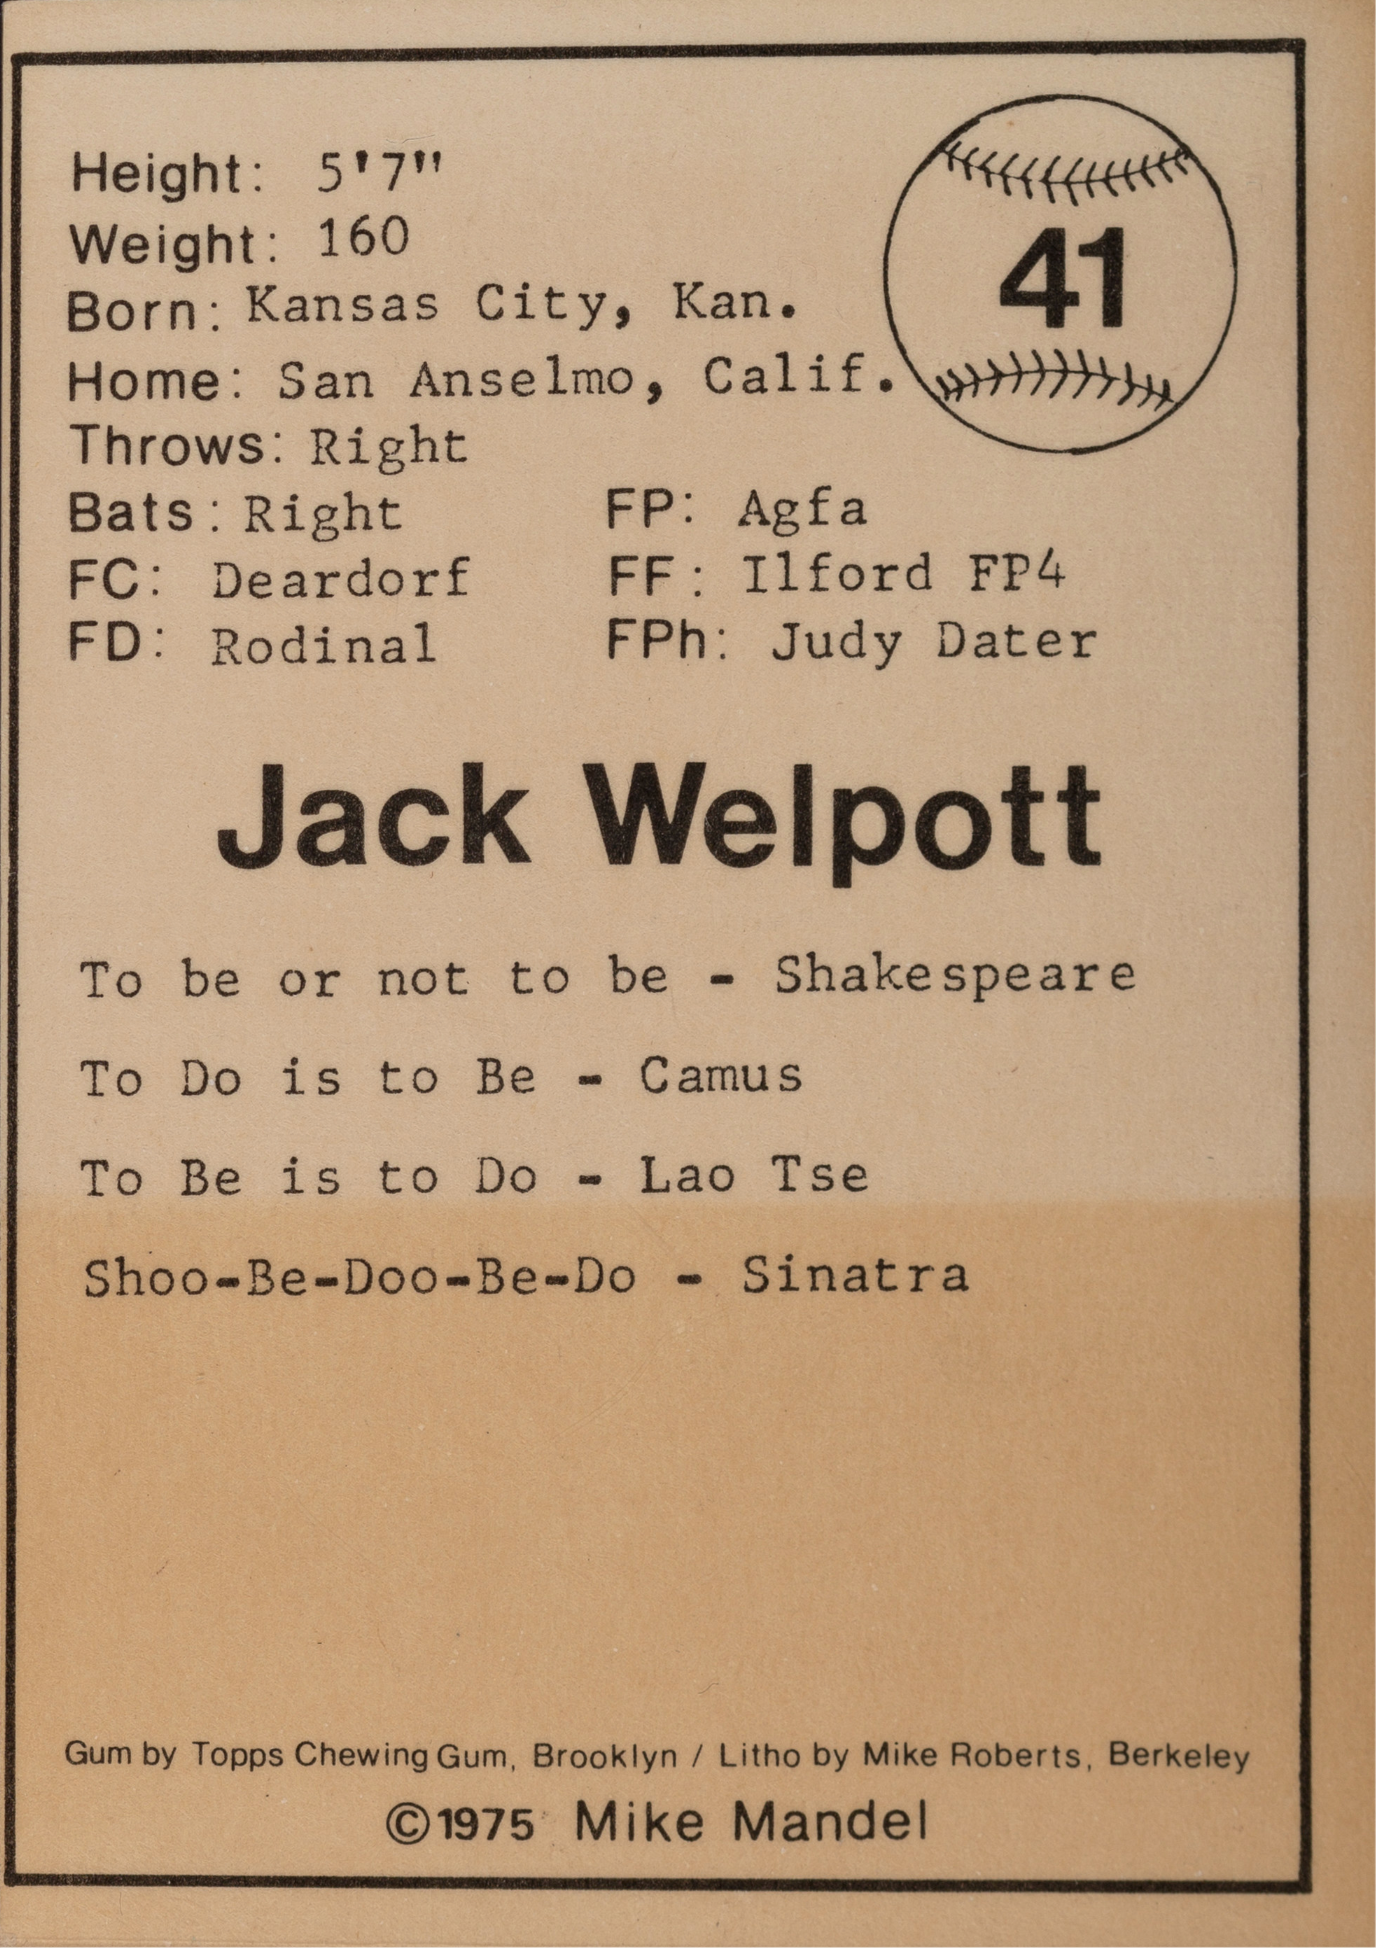 41
Height: 5'7"
Weight: 160
Born: Kansas City, Kan.
Home: San Anselmo, Calif.
Throws: Right
Bats: Right FP: Agfa
FC: Deardorf FF: Ilford FP4
FD: Rodinal FPh: Judy Dater
Jack Welpott
To be or not to be - Shakespeare
To Do is to Be - Camus
To Be is to Do - Lao Tse
Shoo-Be-Doo-Be-Do - Sinatra
Gum by Topps Chewing Gum, Brooklyn / Litho by Mike Roberts, Berkeley
©1975 Mike Mandel